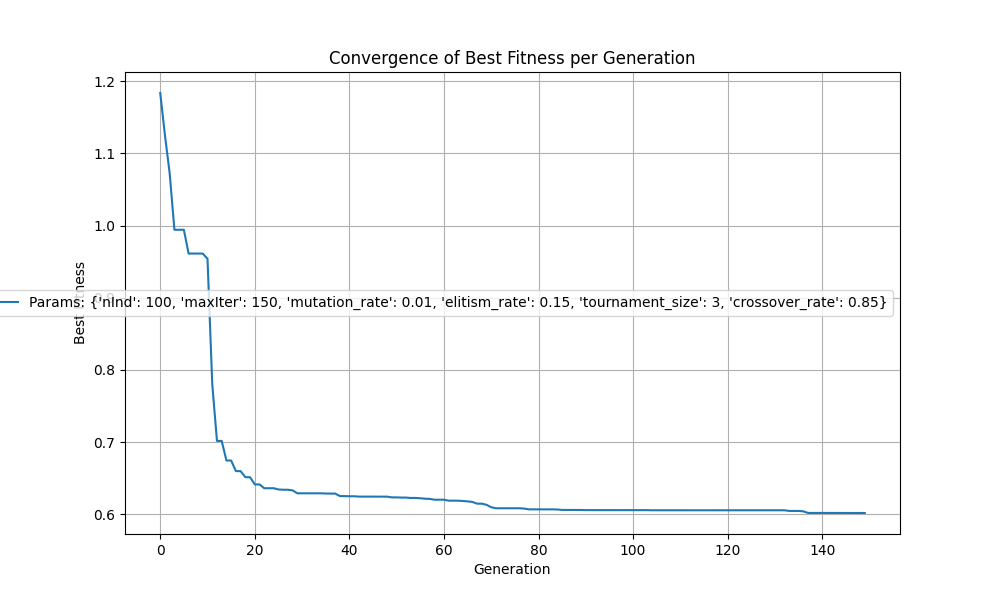 Convergence of Best Fitness per Generation
1.2
1.1
1.0
Params: {'nInd': 100, 'maxIter': 150, 'mutation_rate': 0.01, 'elitism_rate': 0.15, 'tournament_size': 3, 'crossover_rate': 0.85}
0.8
0.7
0.6
Best
0 20 40 60 80 100 120 140
Generation